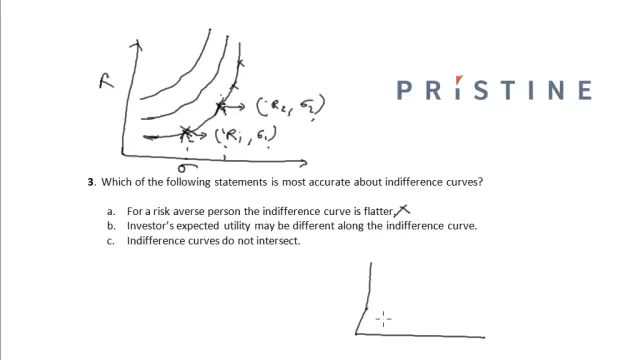 R
PRISTINE
(R₂, σ₂)
(R₁, σ₁)
σ
3. Which of the following statements is most accurate about indifference curves?
a. For a risk averse person the indifference curve is flatter.
b. Investor's expected utility may be different along the indifference curve.
c. Indifference curves do not intersect.